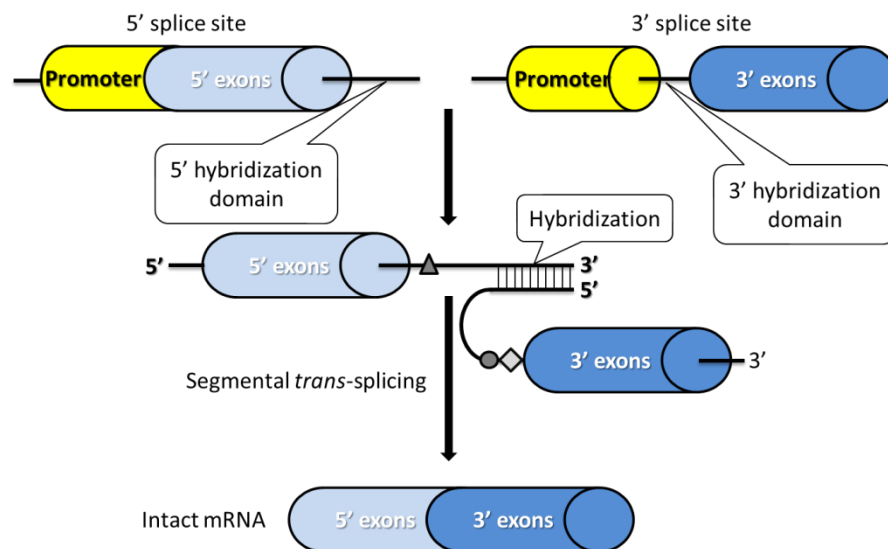 5’ splice site
3’ splice site
Promoter
5’ exons
Promoter
3’ exons
5’ hybridization
domain
3’ hybridization
domain
Hybridization
5’
5’ exons
3’
5’
3’ exons
3’
Segmental trans-splicing
Intact mRNA
5’ exons
3’ exons